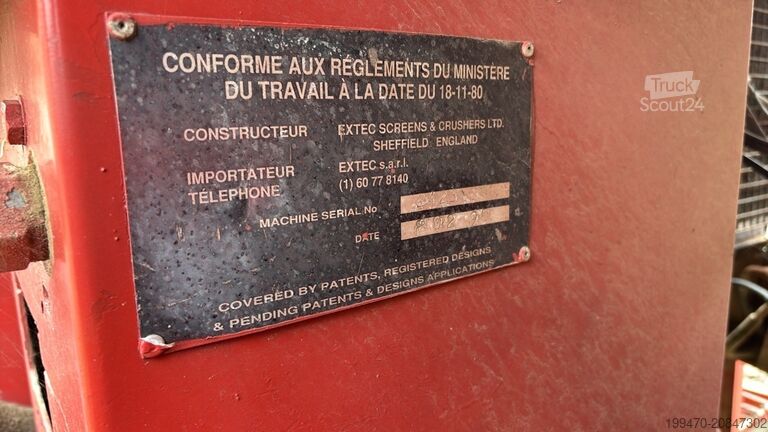 CONFORME AUX RÉGLEMENTS DU MINISTÈRE
DU TRAVAIL À LA DATE DU 18-11-80
CONSTRUCTEUR EXTEC SCREENS & CRUSHERS LTD.
SHEFFIELD ENGLAND
IMPORTATEUR EXTEC s.a.r.l.
TÉLEPHONE (1) 60 77 8140
MACHINE SERIAL No
DATE
COVERED BY PATENTS, REGISTERED DESIGNS
& PENDING PATENTS & DESIGNS APPLICATIONS
Truck
Scout24
199470-20847302